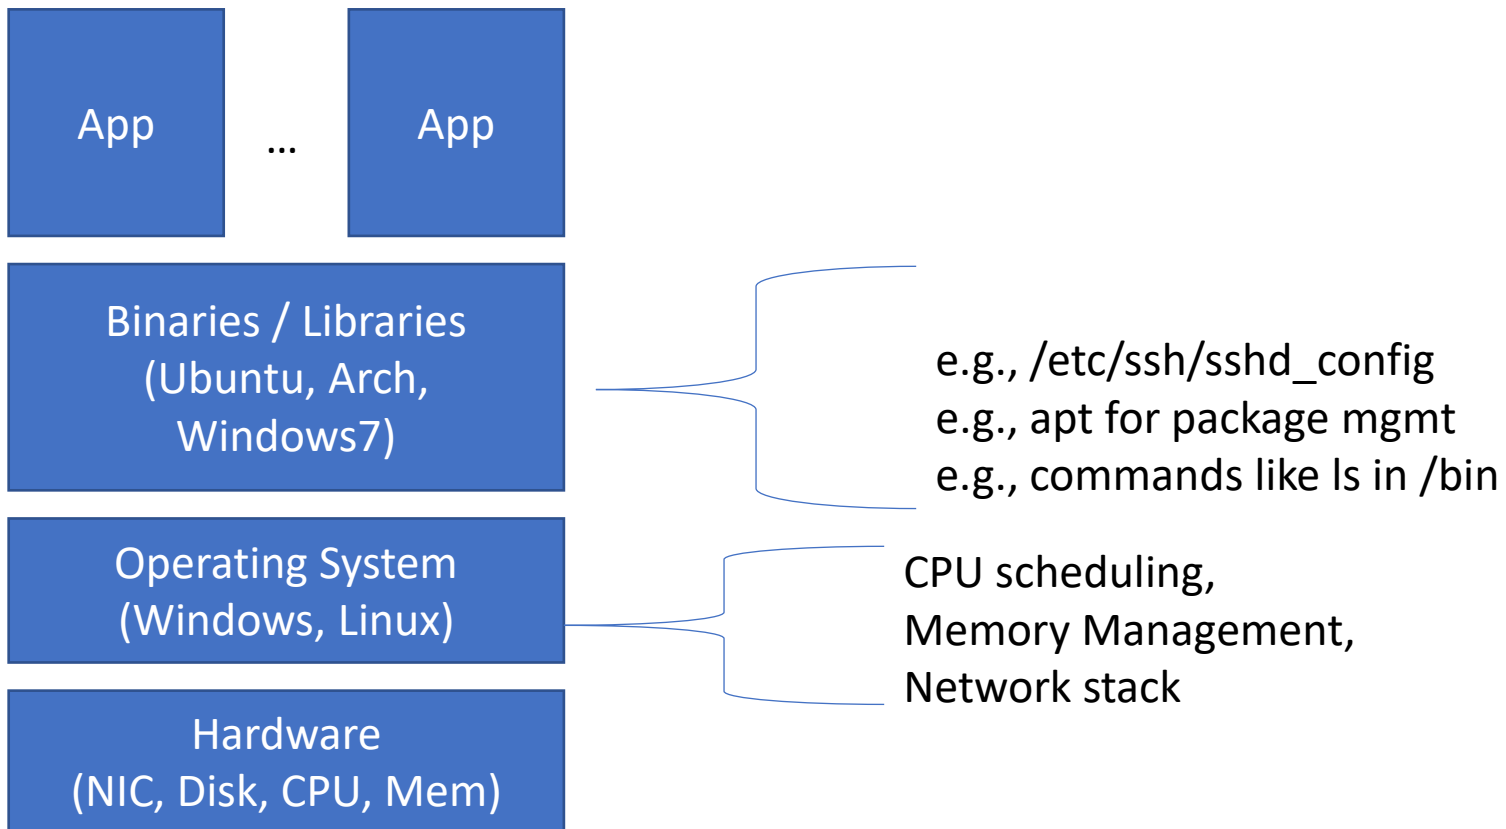 App
…
App
Binaries / Libraries
(Ubuntu, Arch,
Windows7)
e.g., /etc/ssh/sshd_config
e.g., apt for package mgmt
e.g., commands like ls in /bin
Operating System
(Windows, Linux)
CPU scheduling,
Memory Management,
Network stack
Hardware
(NIC, Disk, CPU, Mem)